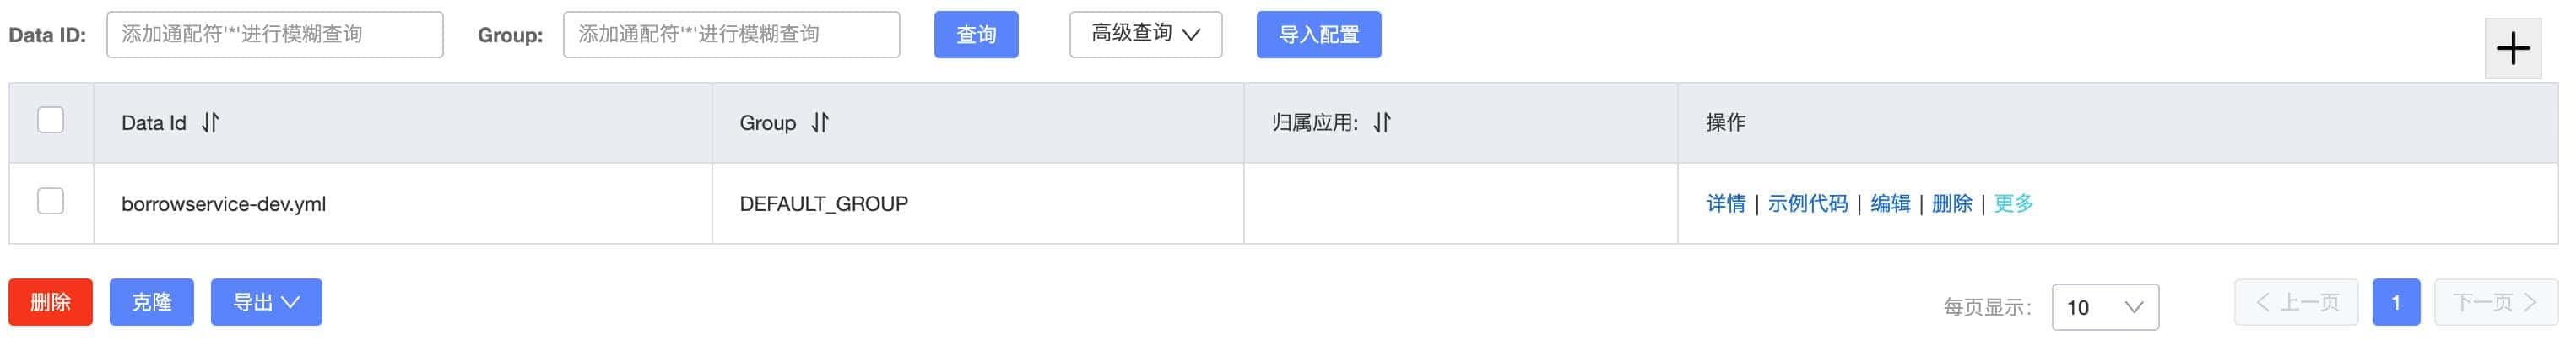 Data ID: 添加通配符'*'进行模糊查询 Group: 添加通配符'*'进行模糊查询 查询 高级查询 导入配置
Data Id Group 归属应用: 操作
borrowservice-dev.yml DEFAULT_GROUP 详情 | 示例代码 | 编辑 | 删除 | 更多
删除 克隆 导出 每页显示: 10 上一页 1 下一页